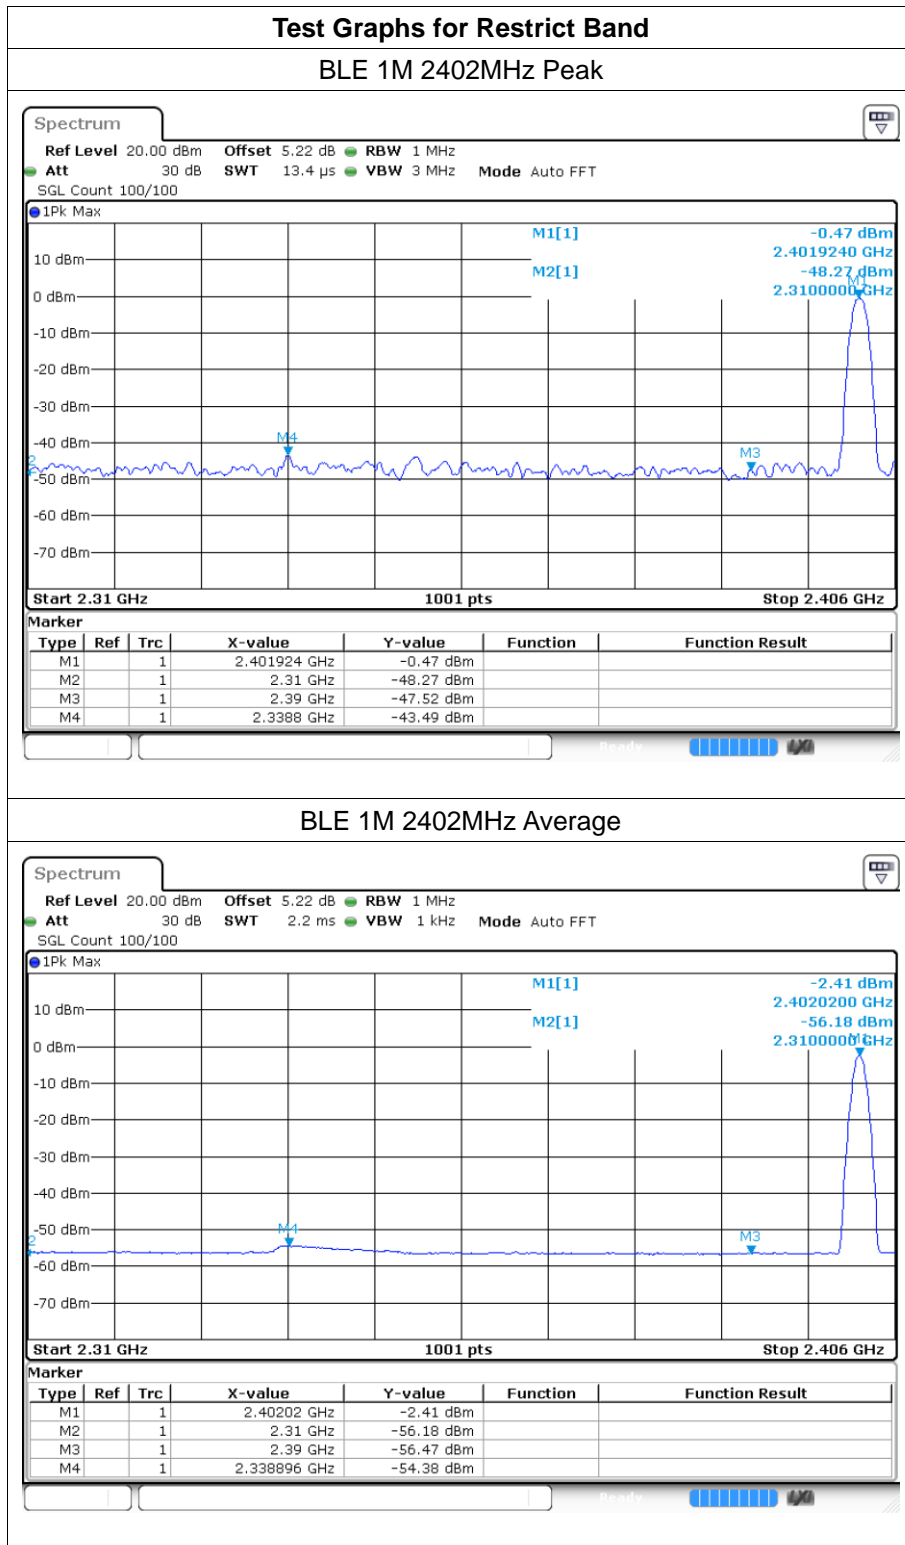 Test Graphs for Restrict Band
BLE 1M 2402MHz Peak
Spectrum
Ref Level 20.00 dBm Offset 5.22 dB RBW 1 MHz
Att 30 dB SWT 13.4 µs VBW 3 MHz Mode Auto FFT
SGL Count 100/100
1Pk Max
M1[1] -0.47 dBm
2.4019240 GHz
M2[1] -48.27 dBm
2.3100000 GHz
M1
10 dBm
0 dBm
-10 dBm
-20 dBm
-30 dBm
-40 dBm
M4
M3
2
-50 dBm
-60 dBm
-70 dBm
Start 2.31 GHz 1001 pts Stop 2.406 GHz
Marker
Type Ref Trc X-value Y-value Function Function Result
M1 1 2.401924 GHz -0.47 dBm
M2 1 2.31 GHz -48.27 dBm
M3 1 2.39 GHz -47.52 dBm
M4 1 2.3388 GHz -43.49 dBm
Ready LXI
BLE 1M 2402MHz Average
Spectrum
Ref Level 20.00 dBm Offset 5.22 dB RBW 1 MHz
Att 30 dB SWT 2.2 ms VBW 1 kHz Mode Auto FFT
SGL Count 100/100
1Pk Max
M1[1] -2.41 dBm
2.4020200 GHz
M2[1] -56.18 dBm
2.3100000 GHz
M1
10 dBm
0 dBm
-10 dBm
-20 dBm
-30 dBm
-40 dBm
-50 dBm
M4
M3
2
-60 dBm
-70 dBm
Start 2.31 GHz 1001 pts Stop 2.406 GHz
Marker
Type Ref Trc X-value Y-value Function Function Result
M1 1 2.40202 GHz -2.41 dBm
M2 1 2.31 GHz -56.18 dBm
M3 1 2.39 GHz -56.47 dBm
M4 1 2.338896 GHz -54.38 dBm
Ready LXI